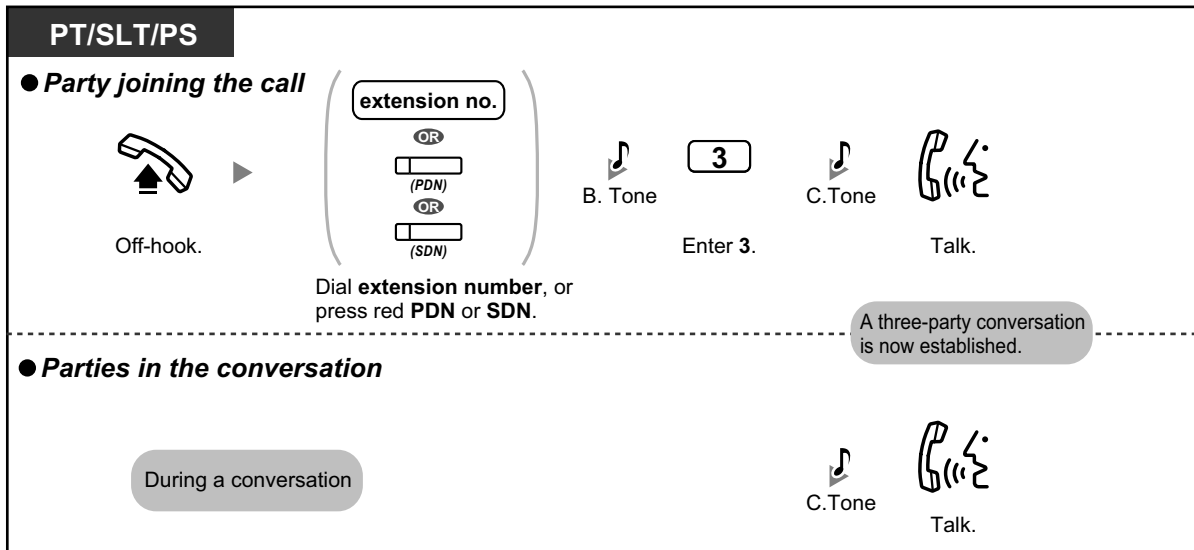 PT/SLT/PS
● Party joining the call
extension no.
OR
(PDN)
OR
(SDN)
B. Tone
3
C.Tone
Off-hook.
Enter 3.
Talk.
Dial extension number, or
press red PDN or SDN.
A three-party conversation
is now established.
● Parties in the conversation
During a conversation
C.Tone
Talk.